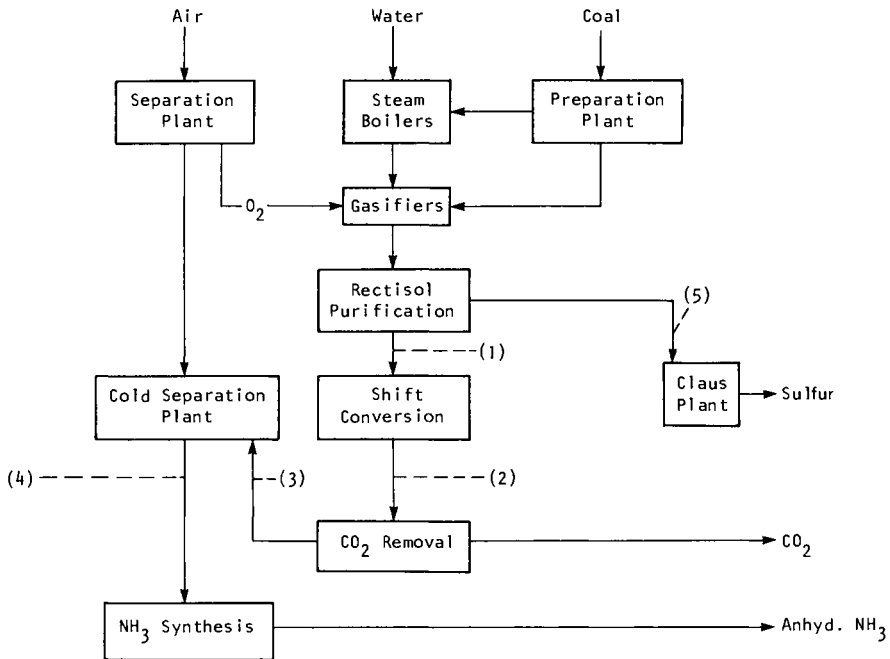 Air
Water
Coal
Separation
Plant
Steam
Boilers
Preparation
Plant
O₂
Gasifiers
Rectisol
Purification
(5)
(1)
Cold Separation
Plant
Shift
Conversion
Claus
Plant
Sulfur
(4)
(3)
(2)
CO₂ Removal
CO₂
NH₃ Synthesis
Anhyd. NH₃